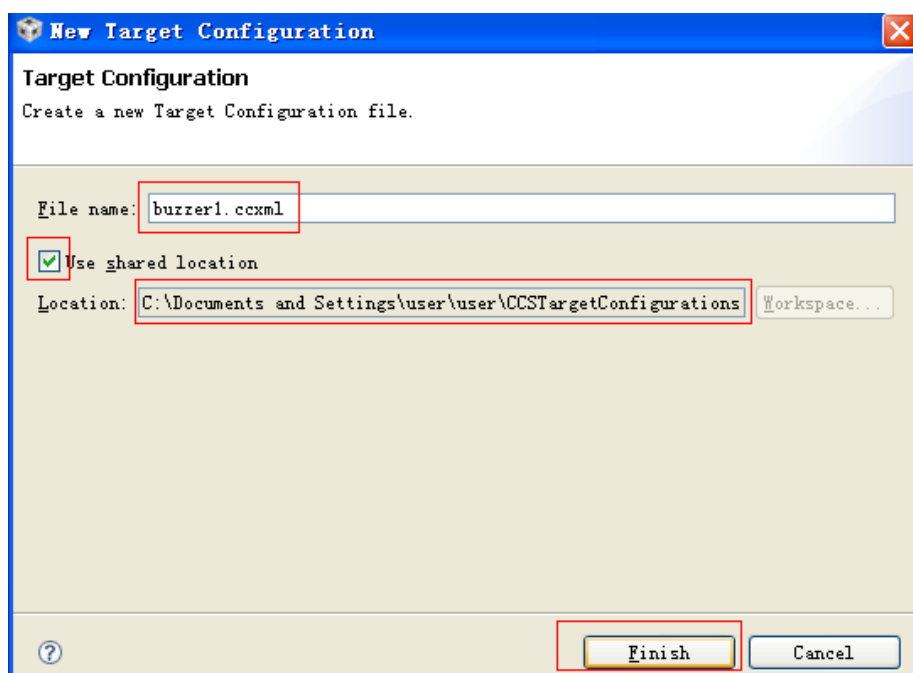 New Target Configuration
Target Configuration
Create a new Target Configuration file.
File name: buzzer1.ccxml
Use shared location
Location: C:\Documents and Settings\user\user\CCSTargetConfigurations Workspace...
Finish Cancel